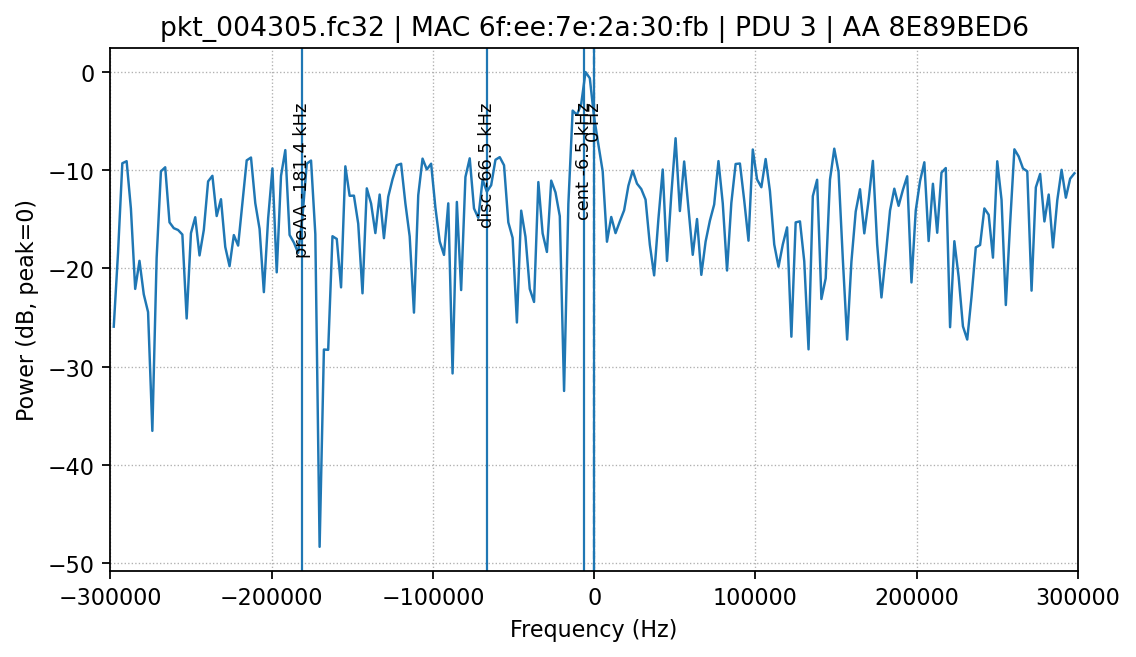 pkt_004305.fc32 | MAC 6f:ee:7e:2a:30:fb | PDU 3 | AA 8E89BED6
Power (dB, peak=0)
0
−10
−20
−30
−40
−50
preAA -181.4 kHz
disc -66.5 kHz
cent -6.5 kHz
0 Hz
−300000
−200000
−100000
0
100000
200000
300000
Frequency (Hz)